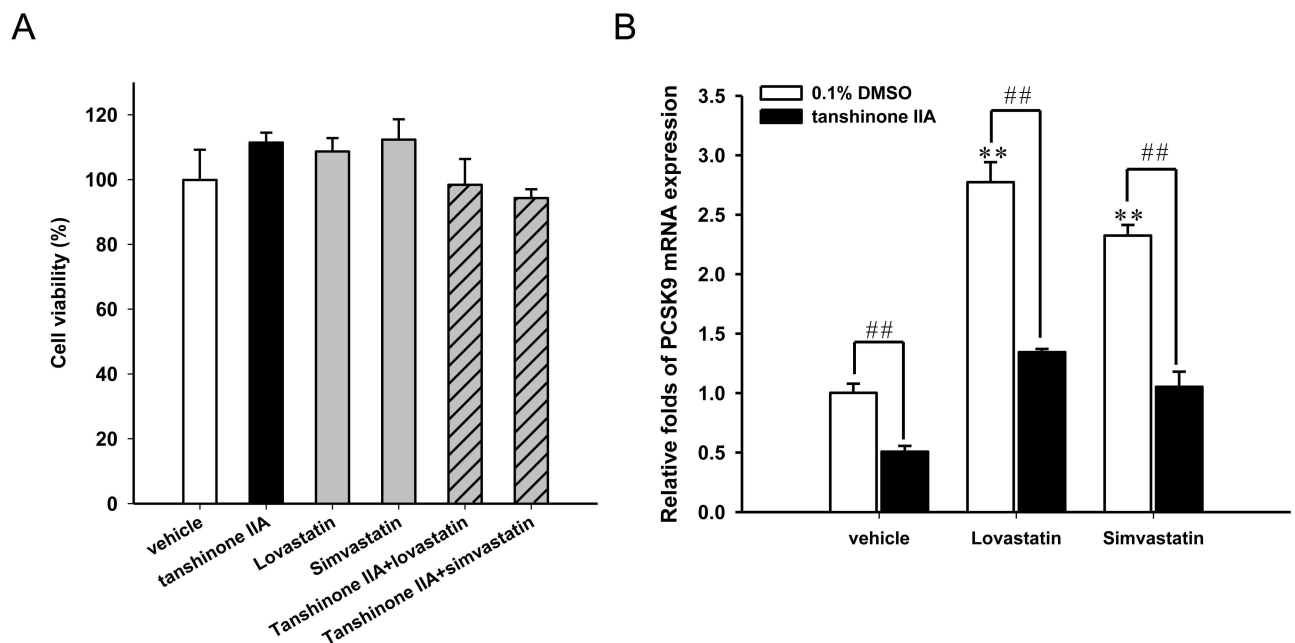 A
120
100
80
60
40
20
0
Cell viability (%)
vehicle
tanshinone IIA
Lovastatin
Simvastatin
Tanshinone IIA+lovastatin
Tanshinone IIA+simvastatin
B
0.1% DMSO
tanshinone IIA
3.5
3.0
2.5
2.0
1.5
1.0
0.5
0.0
Relative folds of PCSK9 mRNA expression
##
**
##
**
##
vehicle
Lovastatin
Simvastatin